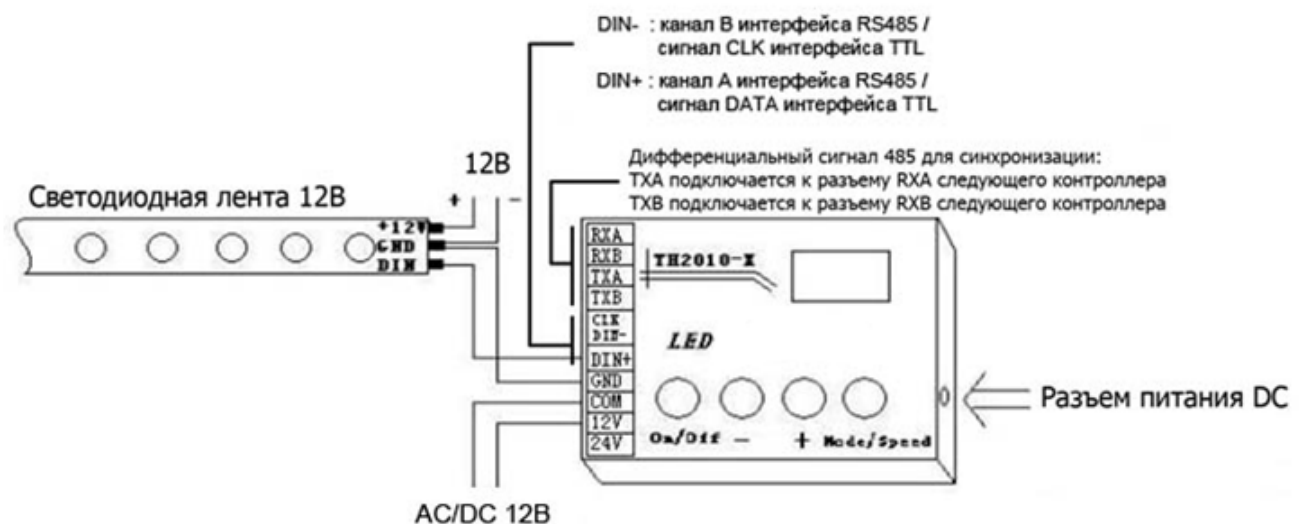 DIN- : канал B интерфейса RS485 /
сигнал CLK интерфейса TTL
DIN+ : канал A интерфейса RS485 /
сигнал DATA интерфейса TTL
Дифференциальный сигнал 485 для синхронизации:
TXA подключается к разъему RXA следующего контроллера
TXB подключается к разъему RXB следующего контроллера
12В
+ -
Светодиодная лента 12В
+12V
GND
DIN
RXA
RXB
TXA
TXB
CLK
DIN-
DIN+
GND
COM
12V
24V
TH2010-X
LED
On/Off - + Mode/Speed
Разъем питания DC
AC/DC 12В